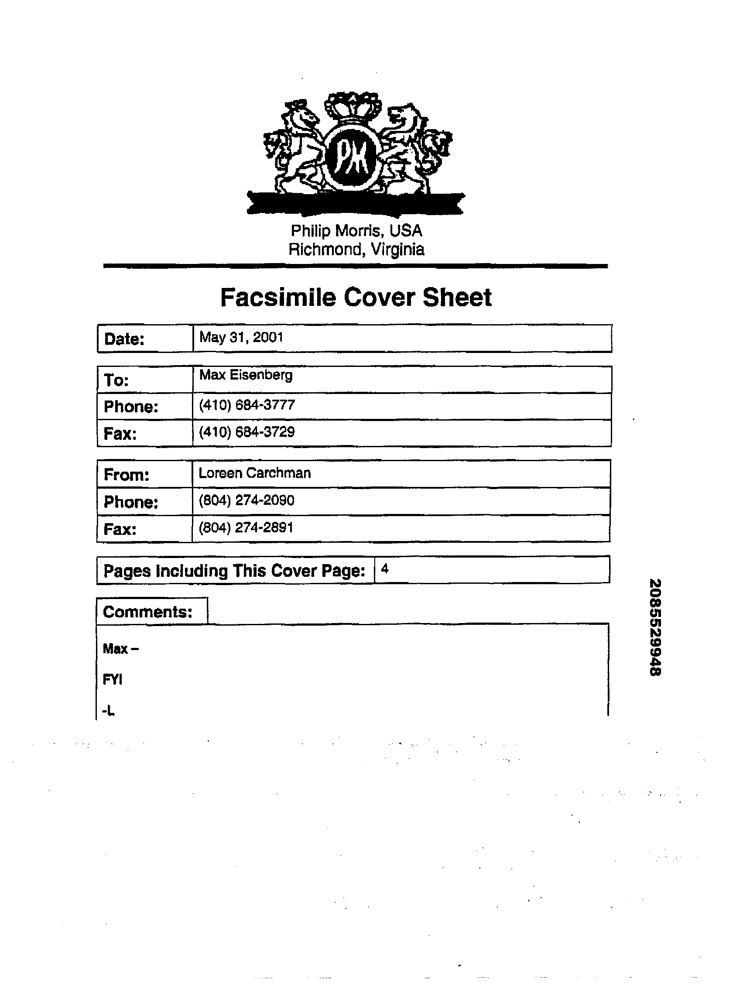 PM
Philip Morris, USA
Richmond, Virginia
Facsimile Cover Sheet
Date: May 31, 2001
To: Max Eisenberg
Phone: (410) 684-3777
Fax: (410) 684-3729
From: Loreen Carchman
Phone: (804) 274-2090
Fax: (804) 274-2891
Pages Including This Cover Page: 4
Comments:
Max –
FYI
-L
2085529948